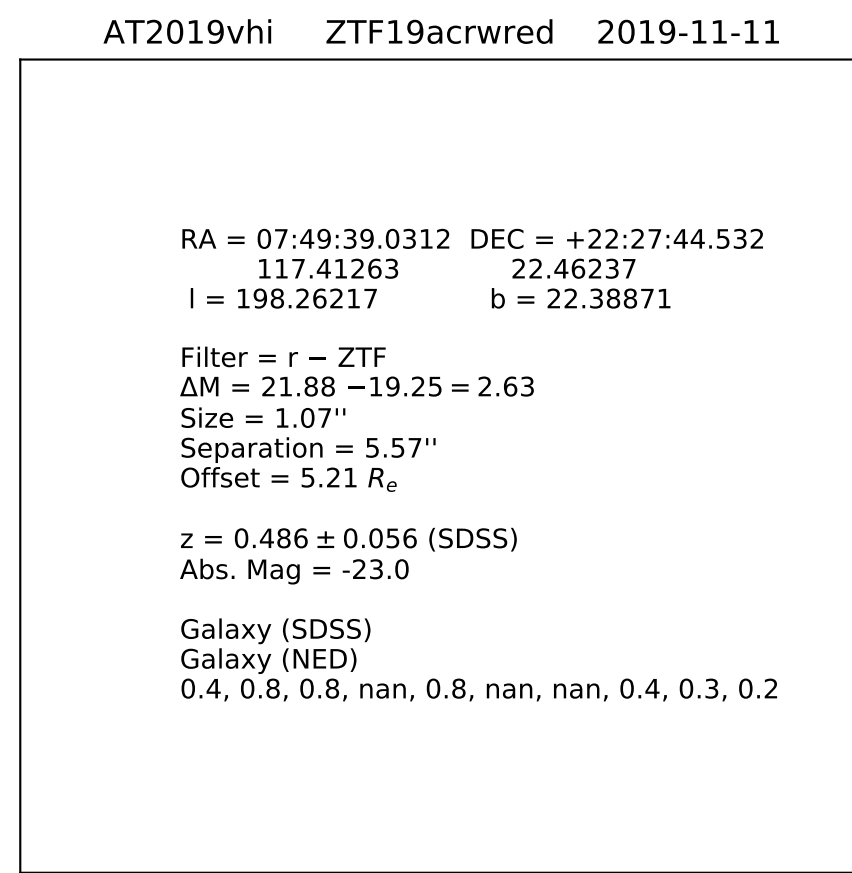 AT2019vhi ZTF19acrwred 2019-11-11
RA = 07:49:39.0312 DEC = +22:27:44.532
117.41263 22.46237
l = 198.26217 b = 22.38871
Filter = r − ZTF
ΔM = 21.88 −19.25 = 2.63
Size = 1.07''
Separation = 5.57''
Offset = 5.21 Rₑ
z = 0.486 ± 0.056 (SDSS)
Abs. Mag = -23.0
Galaxy (SDSS)
Galaxy (NED)
0.4, 0.8, 0.8, nan, 0.8, nan, nan, 0.4, 0.3, 0.2